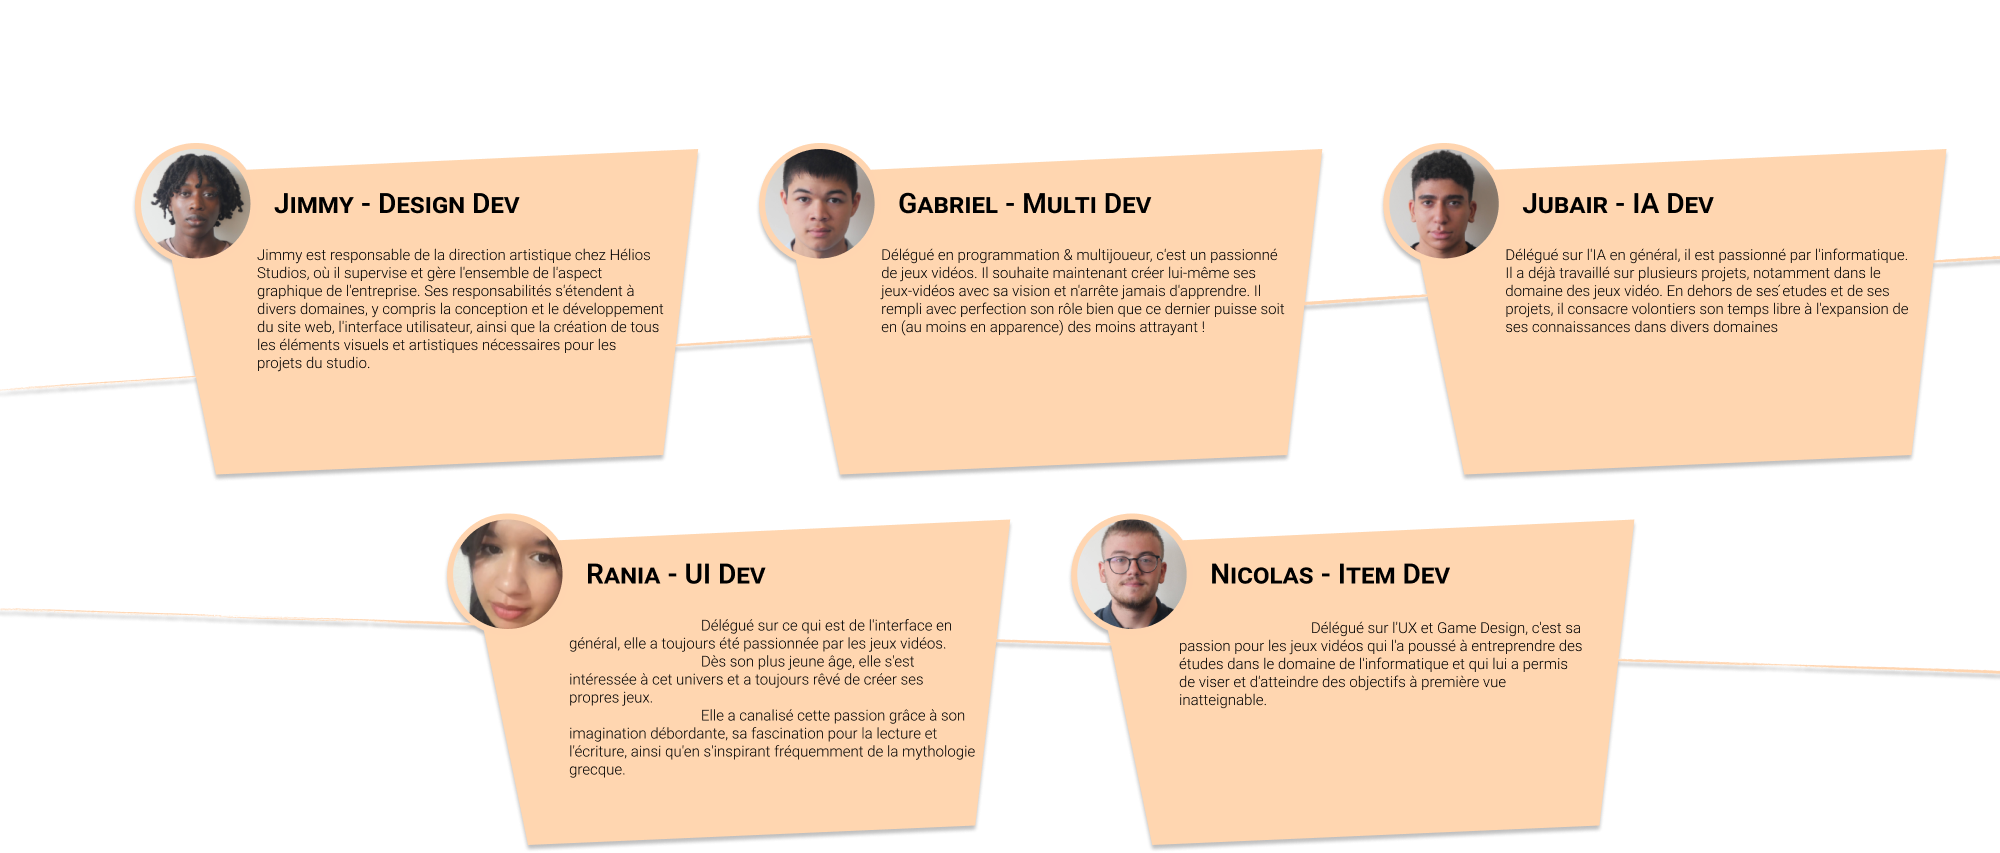 Jimmy - Design Dev
Jimmy est responsable de la direction artistique chez Hélios
Studios, où il supervise et gère l'ensemble de l'aspect
graphique de l'entreprise. Ses responsabilités s'étendent à
divers domaines, y compris la conception et le développement
du site web, l'interface utilisateur, ainsi que la création de tous
les éléments visuels et artistiques nécessaires pour les
projets du studio.
Gabriel - Multi Dev
Délégué en programmation & multijoueur, c'est un passionné
de jeux vidéos. Il souhaite maintenant créer lui-même ses
jeux-vidéos avec sa vision et n'arrête jamais d'apprendre. Il
rempli avec perfection son rôle bien que ce dernier puisse soit
en (au moins en apparence) des moins attrayant !
Jubair - IA Dev
Délégué sur l'IA en général, il est passionné par l'informatique.
Il a déjà travaillé sur plusieurs projets, notamment dans le
domaine des jeux vidéo. En dehors de ses´etudes et de ses
projets, il consacre volontiers son temps libre à l'expansion de
ses connaissances dans divers domaines
Rania - UI Dev
Délégué sur ce qui est de l'interface en
général, elle a toujours été passionnée par les jeux vidéos.
Dès son plus jeune âge, elle s'est
intéressée à cet univers et a toujours rêvé de créer ses
propres jeux.
Elle a canalisé cette passion grâce à son
imagination débordante, sa fascination pour la lecture et
l'écriture, ainsi qu'en s'inspirant fréquemment de la mythologie
grecque.
Nicolas - Item Dev
Délégué sur l'UX et Game Design, c'est sa
passion pour les jeux vidéos qui l'a poussé à entreprendre des
études dans le domaine de l'informatique et qui lui a permis
de viser et d'atteindre des objectifs à première vue
inatteignable.